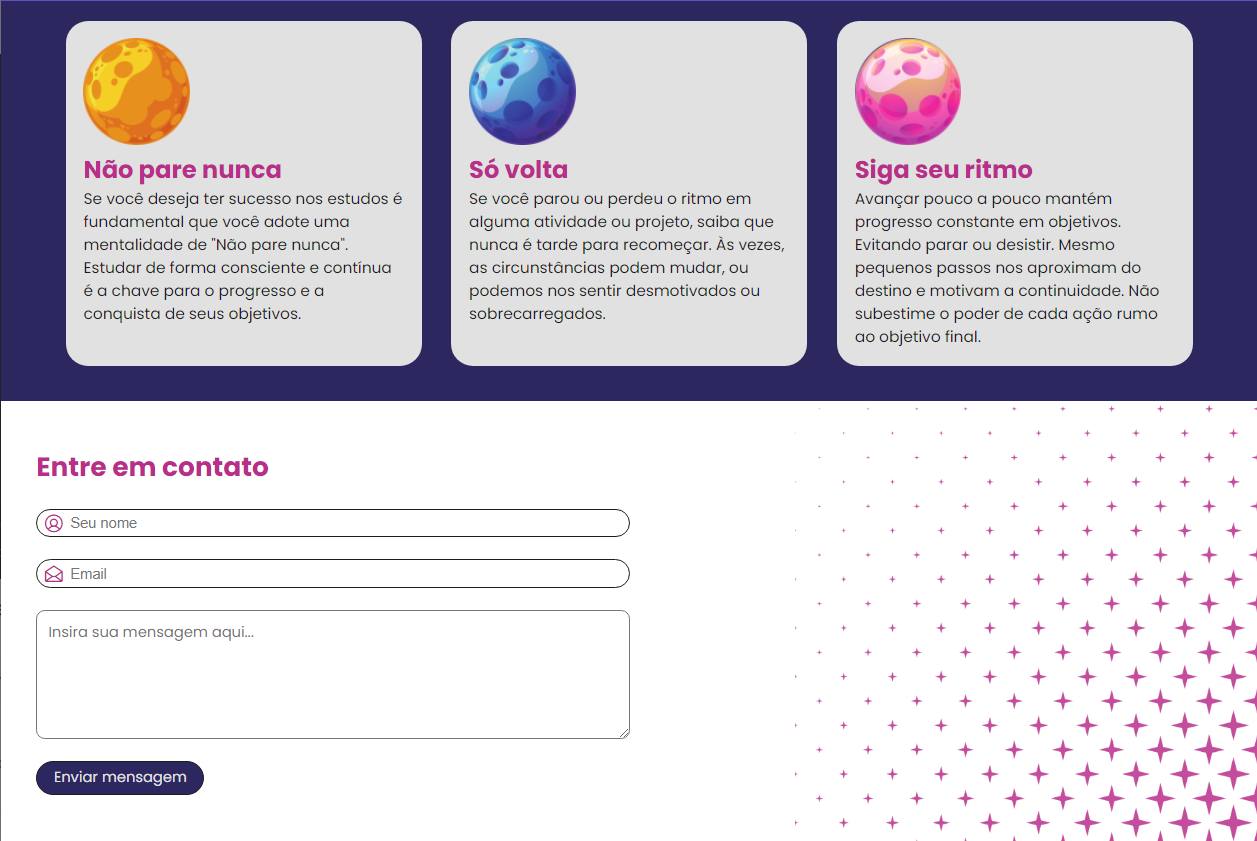 Não pare nunca
Se você deseja ter sucesso nos estudos é
fundamental que você adote uma
mentalidade de "Não pare nunca".
Estudar de forma consciente e contínua
é a chave para o progresso e a
conquista de seus objetivos.
Só volta
Se você parou ou perdeu o ritmo em
alguma atividade ou projeto, saiba que
nunca é tarde para recomeçar. Às vezes,
as circunstâncias podem mudar, ou
podemos nos sentir desmotivados ou
sobrecarregados.
Siga seu ritmo
Avançar pouco a pouco mantém
progresso constante em objetivos.
Evitando parar ou desistir. Mesmo
pequenos passos nos aproximam do
destino e motivam a continuidade. Não
subestime o poder de cada ação rumo
ao objetivo final.
Entre em contato
Seu nome
Email
Insira sua mensagem aqui...
Enviar mensagem